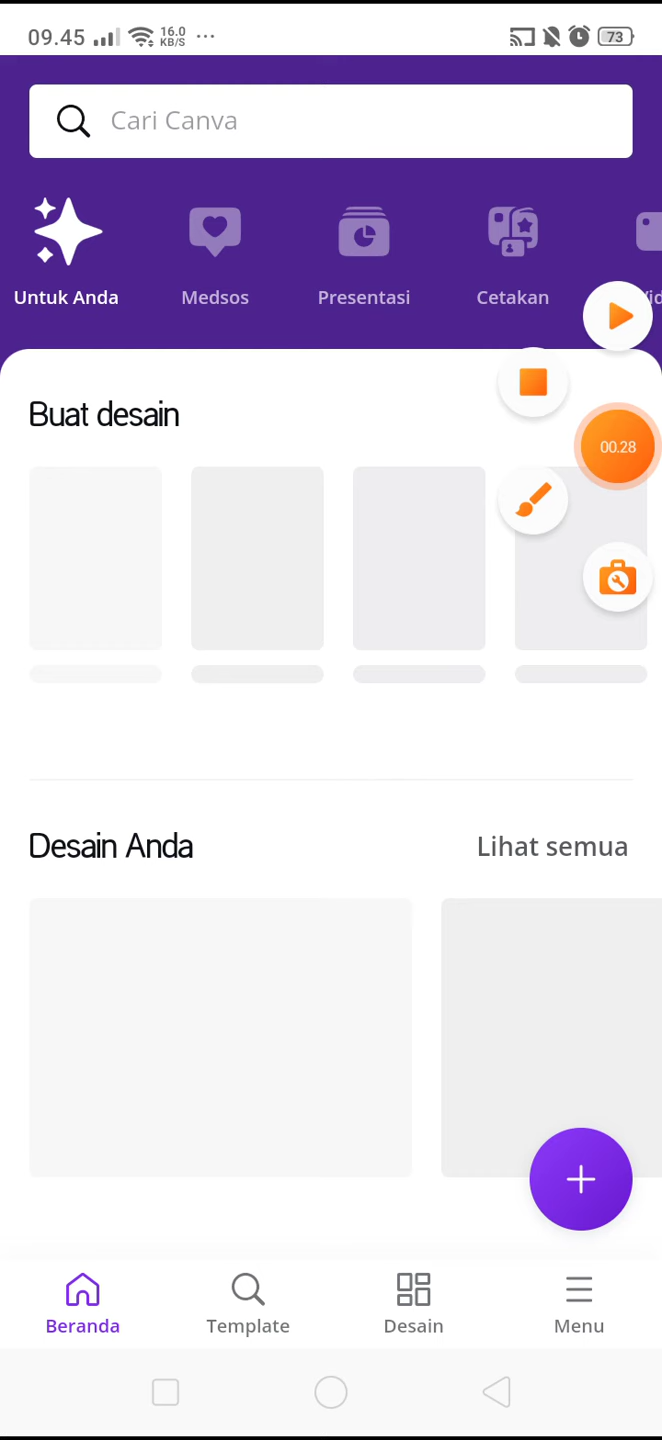 09.45 16.0 KB/S ... 73
Cari Canva
Untuk Anda Medsos Presentasi Cetakan
Buat desain
00.28
Desain Anda Lihat semua
Beranda Template Desain Menu